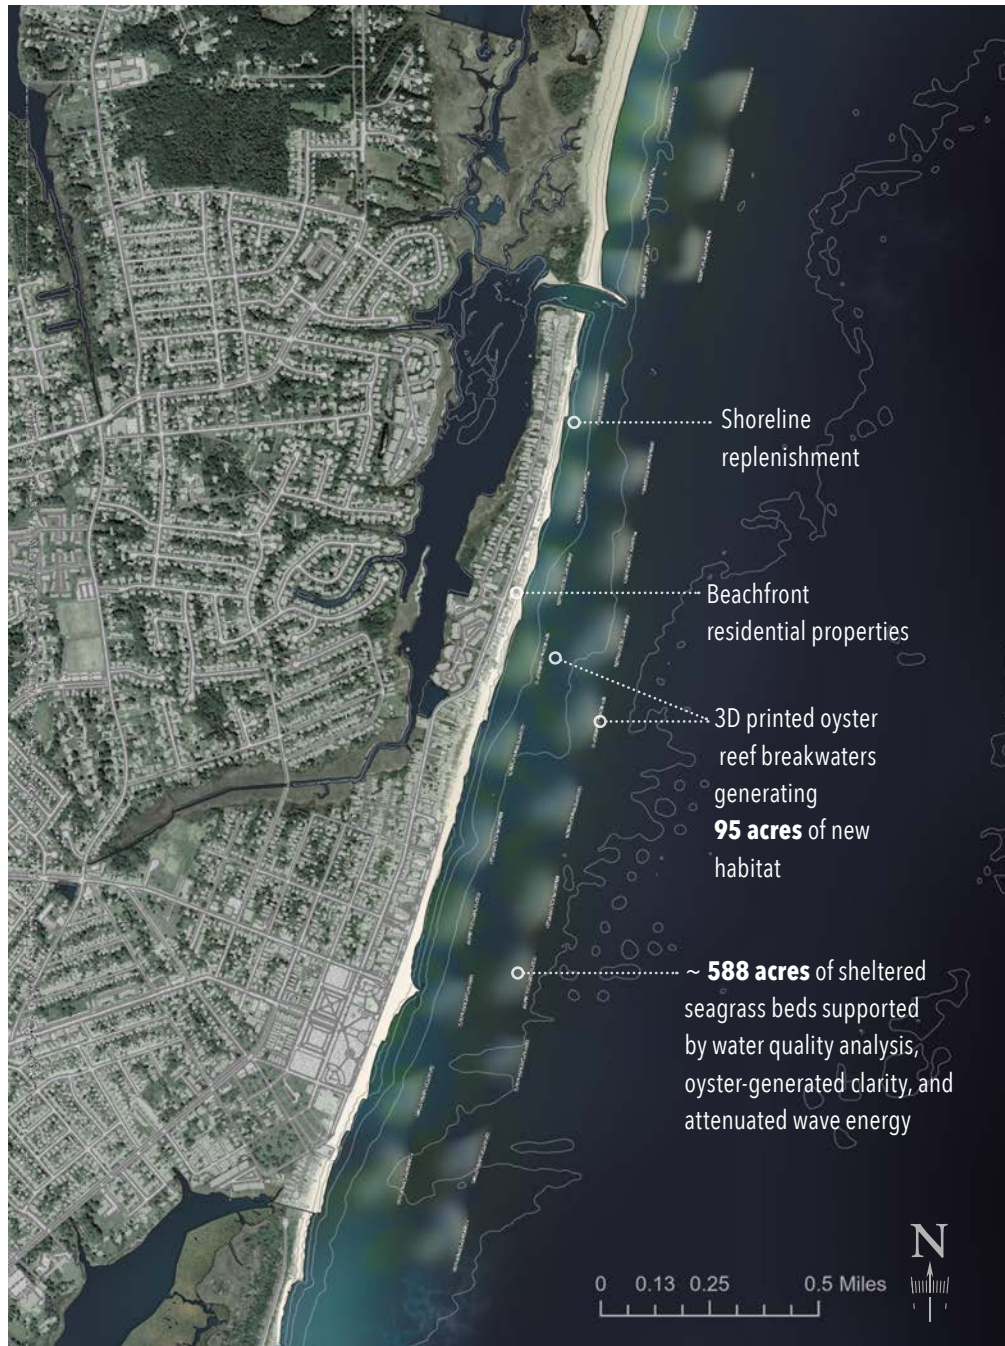 Shoreline
replenishment
Beachfront
residential properties
3D printed oyster
reef breakwaters
generating
95 acres of new
habitat
~ 588 acres of sheltered
seagrass beds supported
by water quality analysis,
oyster-generated clarity, and
attenuated wave energy
N
0 0.13 0.25 0.5 Miles